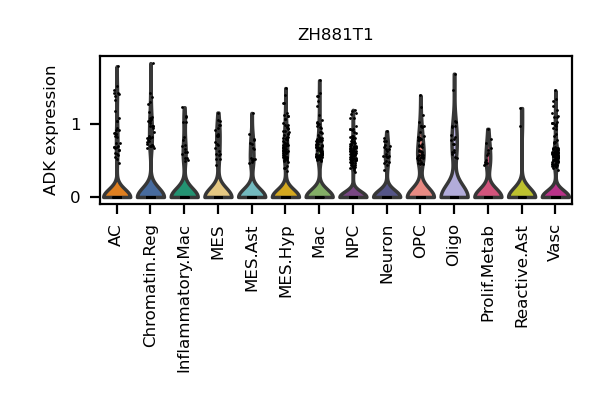 ZH881T1
ADK expression
1
0
AC
Chromatin.Reg
Inflammatory.Mac
MES
MES.Ast
MES.Hyp
Mac
NPC
Neuron
OPC
Oligo
Prolif.Metab
Reactive.Ast
Vasc